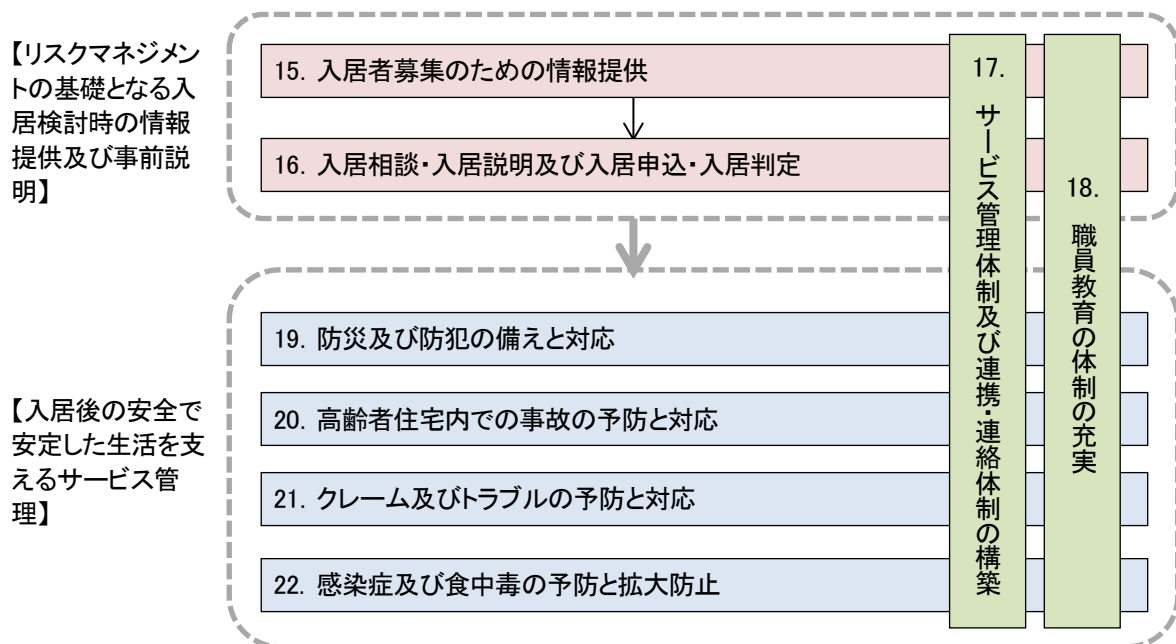 【リスクマネジメン
トの基礎となる入
居検討時の情報
提供及び事前説
明】
15. 入居者募集のための情報提供
16. 入居相談・入居説明及び入居申込・入居判定
17. サービス管理体制及び連携・連絡体制の構築
18. 職員教育の体制の充実
【入居後の安全で
安定した生活を支
えるサービス管
理】
19. 防災及び防犯の備えと対応
20. 高齢者住宅内での事故の予防と対応
21. クレーム及びトラブルの予防と対応
22. 感染症及び食中毒の予防と拡大防止